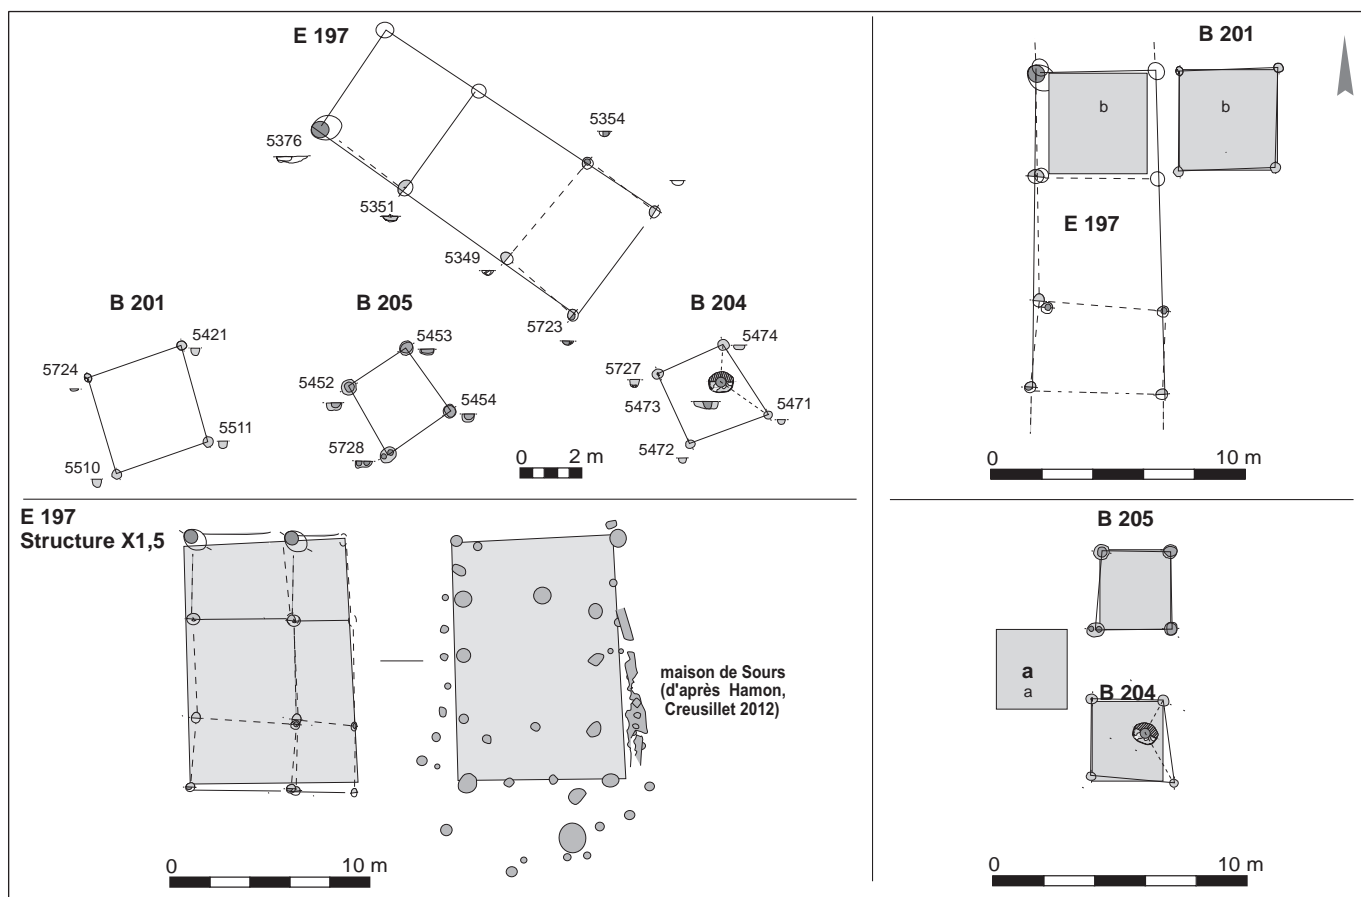 E 197
5376
5351
5349
5354
5723
B 201
5421
5724
5511
5510
B 205
5453
5452
5454
5728
B 204
5474
5727
5473
5471
5472
0 2 m
B 201
b
b
E 197
0 10 m
E 197
Structure X1,5
maison de Sours
(d'après Hamon,
Creusillet 2012)
0 10 m
B 205
a
a
B 204
0 10 m